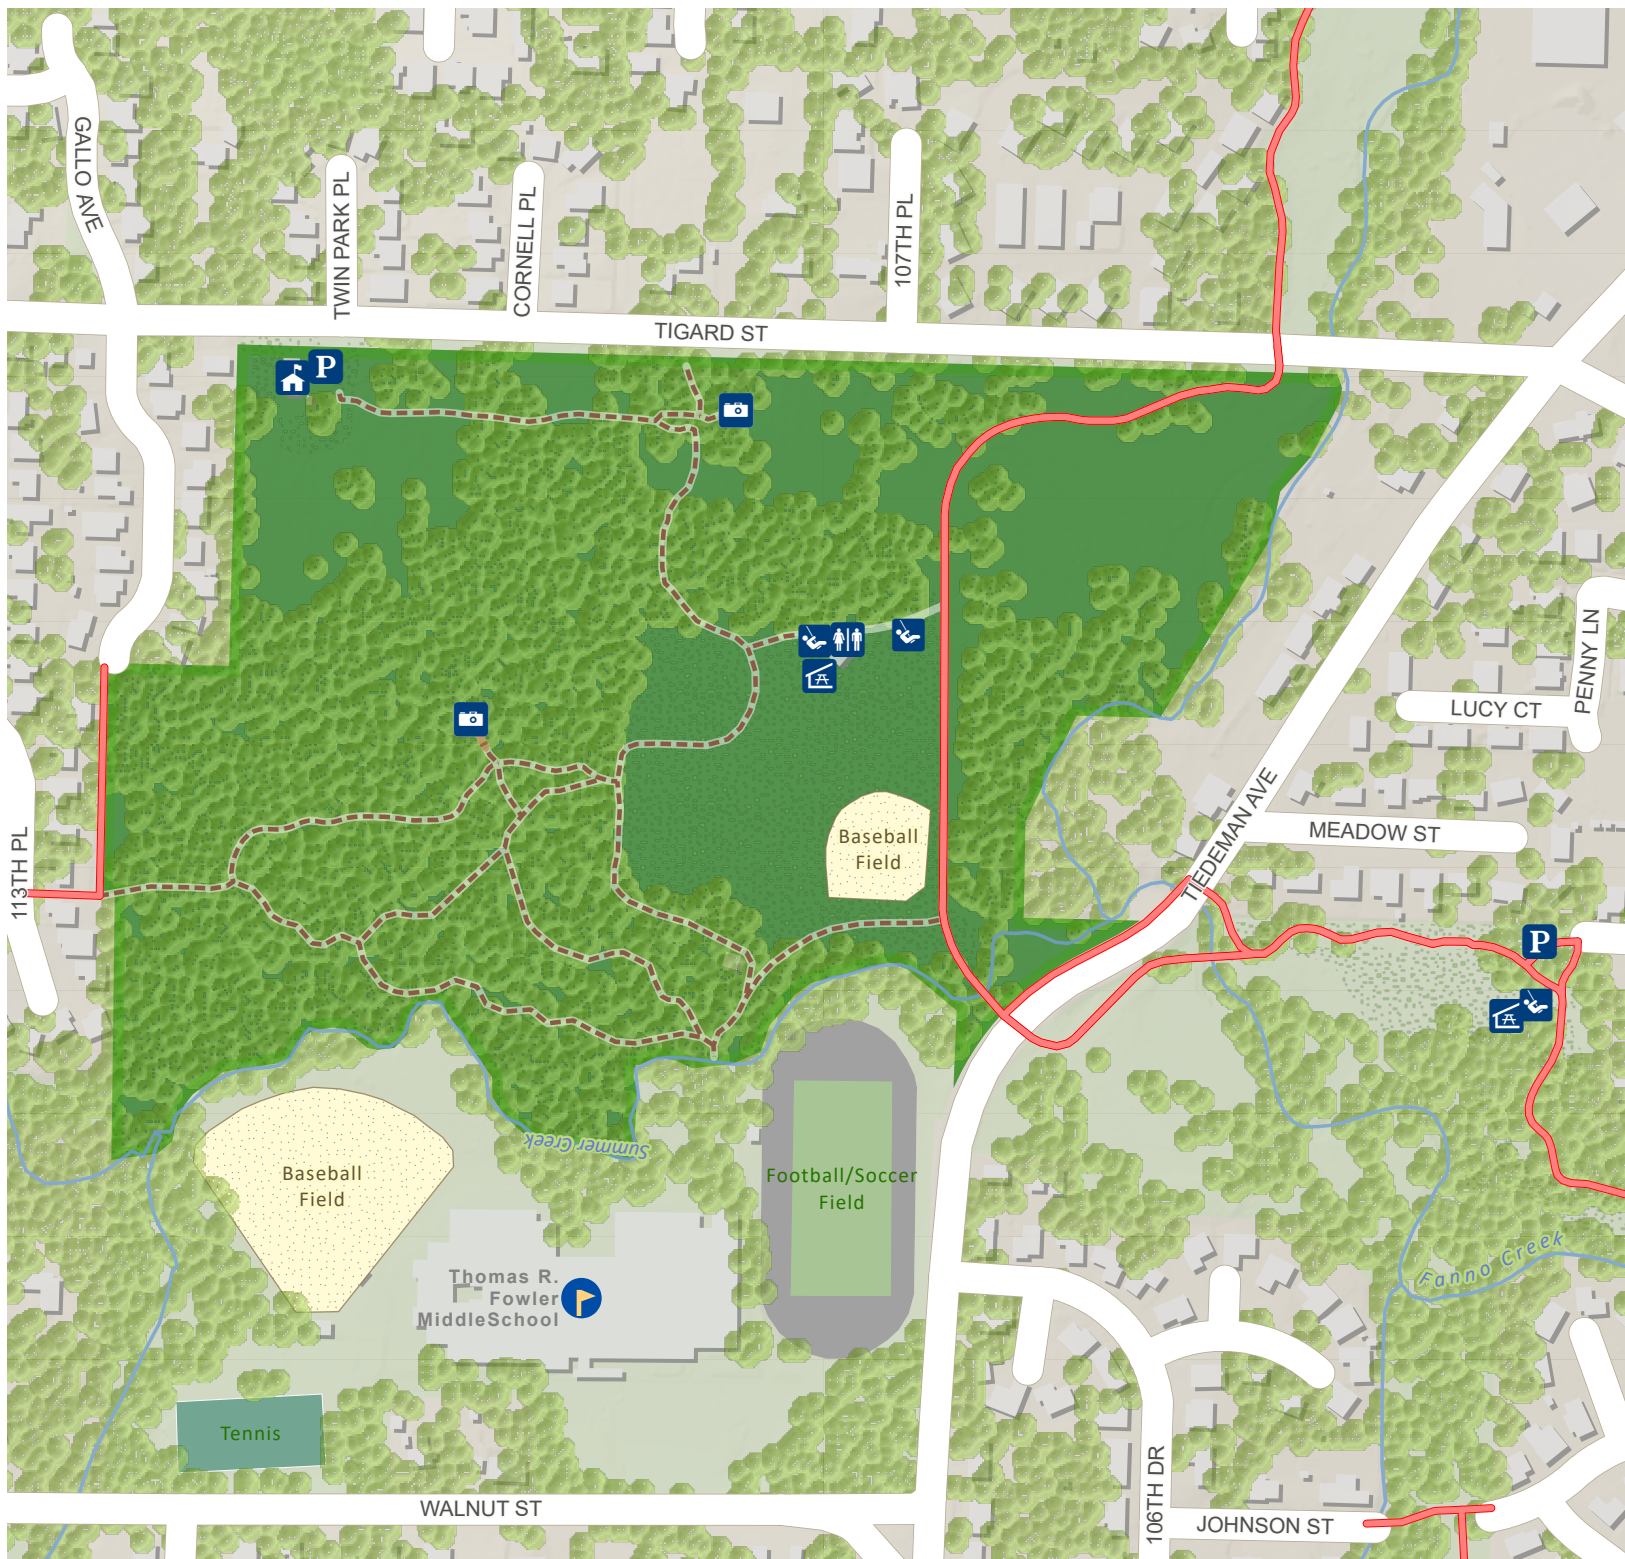 GALLO AVE
TWIN PARK PL
CORNELL PL
107TH PL
TIGARD ST
P
PENNY LN
LUCY CT
TIEDEMAN AVE
MEADOW ST
113TH PL
Baseball
Field
P
Summer Creek
Baseball
Field
Football/Soccer
Field
Fanno Creek
Thomas R.
Fowler
MiddleSchool
Tennis
WALNUT ST
106TH DR
JOHNSON ST